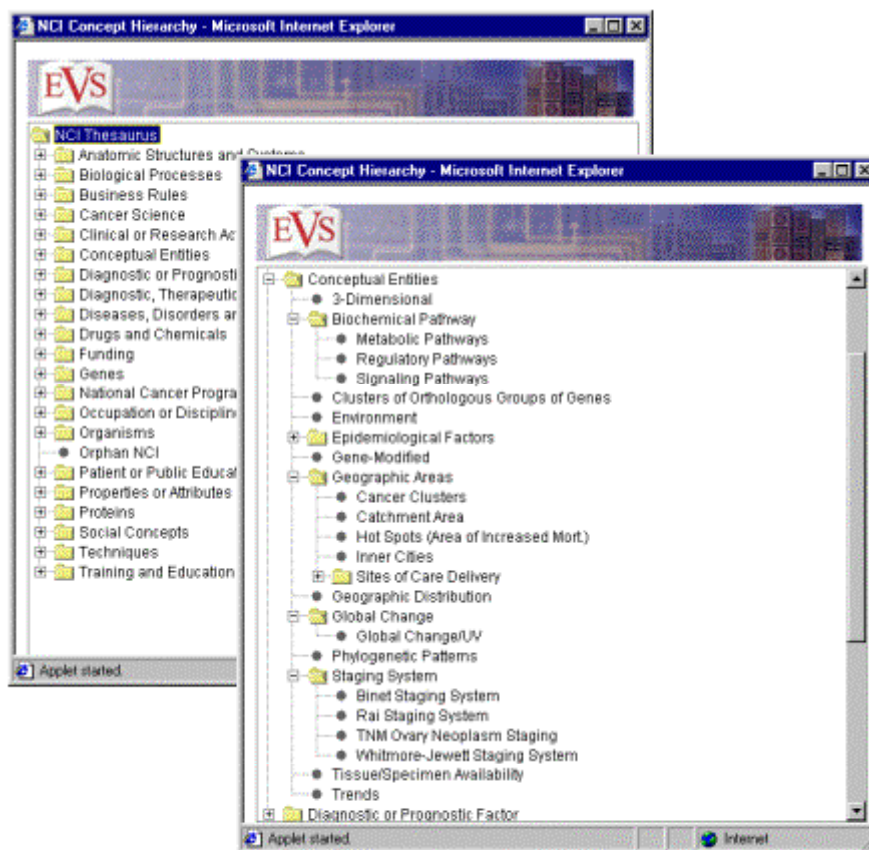 NCI Concept Hierarchy - Microsoft Internet Explorer
EVS
NCI Thesaurus
Anatomic Structures and Systems
Biological Processes
Business Rules
Cancer Science
Clinical or Research Ac
Conceptual Entities
Diagnostic or Prognosti
Diagnostic, Therapeutic
Diseases, Disorders ar
Drugs and Chemicals
Funding
Genes
National Cancer Progra
Occupation or Disciplin
Organisms
Orphan NCI
Patient or Public Educat
Properties or Attributes
Proteins
Social Concepts
Techniques
Training and Education
Applet started.
NCI Concept Hierarchy - Microsoft Internet Explorer
EVS
Conceptual Entities
3-Dimensional
Biochemical Pathway
Metabolic Pathways
Regulatory Pathways
Signaling Pathways
Clusters of Orthologous Groups of Genes
Environment
Epidemiological Factors
Gene-Modified
Geographic Areas
Cancer Clusters
Catchment Area
Hot Spots (Area of Increased Mort.)
Inner Cities
Sites of Care Delivery
Geographic Distribution
Global Change
Global Change/UV
Phylogenetic Patterns
Staging System
Binet Staging System
Rai Staging System
TNM Ovary Neoplasm Staging
Whitmore-Jewett Staging System
Tissue/Specimen Availability
Trends
Diagnostic or Prognostic Factor
Applet started.
Internet